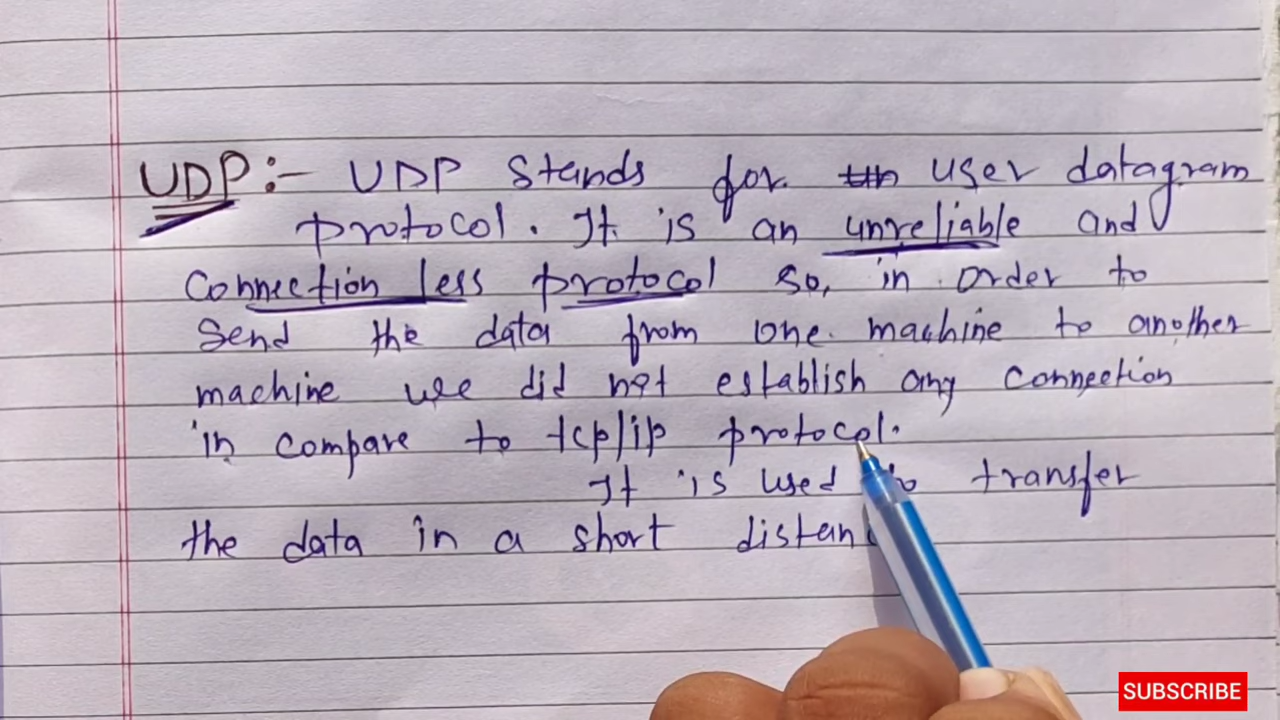 UDP:- UDP stands for user datagram
protocol. It is an unreliable and
Connection less protocol so, in order to
Send the data from one machine to another
machine we did not establish any connection
in compare to tcp/ip protocol.
It is used to transfer
the data in a short
SUBSCRIBE